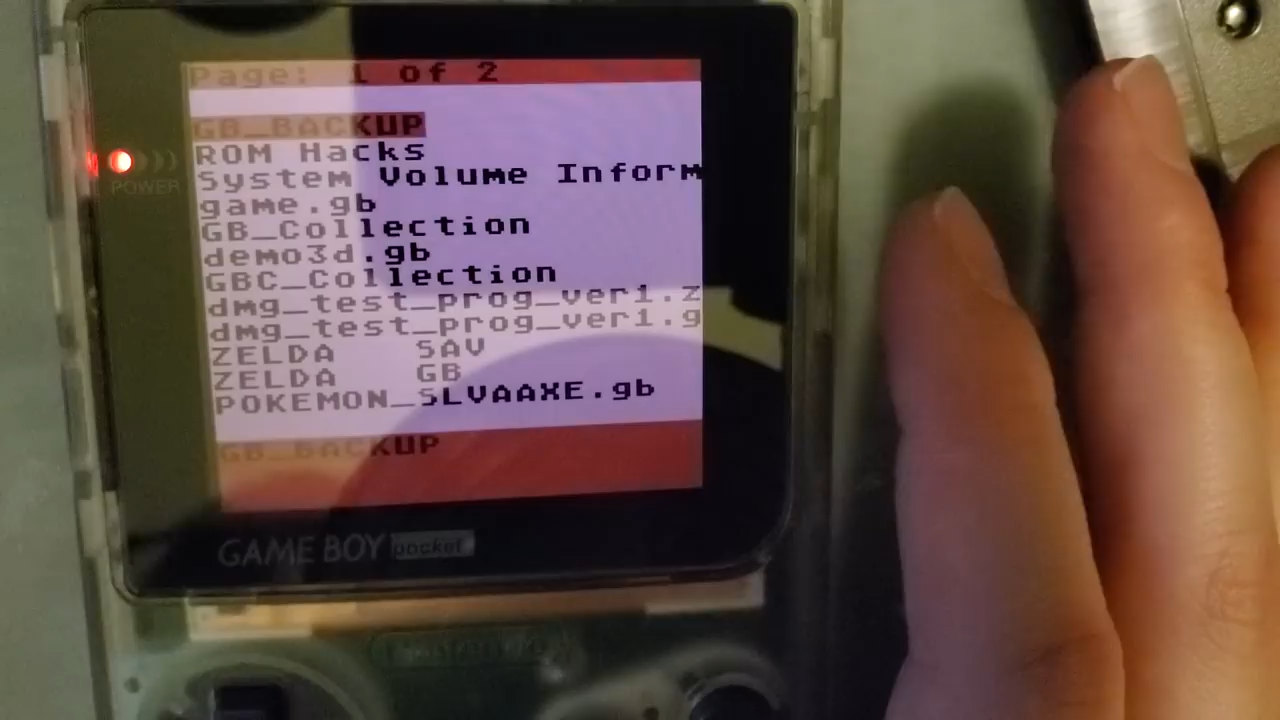 Page: 1 of 2
GB_BACKUP
ROM Hacks
System Volume Inform
game.gb
GB_Collection
demo3d.gb
GBC_Collection
dmg_test_prog_ver1.z
dmg_test_prog_ver1.g
ZELDA SAV
ZELDA GB
POKEMON_SLVAAXE.gb
GB_BACKUP
POWER
GAME BOY pocket